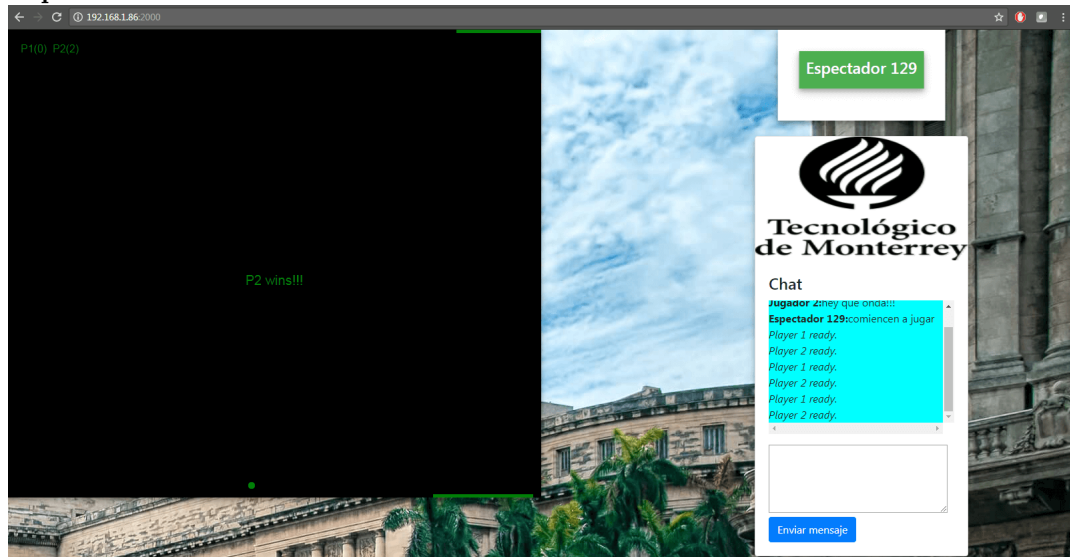 192.168.1.86:2000
P1(0) P2(2)
P2 wins!!!
Espectador 129
Tecnológico
de Monterrey
Chat
Jugador 2:hey que onda!!!
Espectador 129:comiencen a jugar
Player 1 ready.
Player 2 ready.
Player 1 ready.
Player 2 ready.
Player 1 ready.
Player 2 ready.
Enviar mensaje